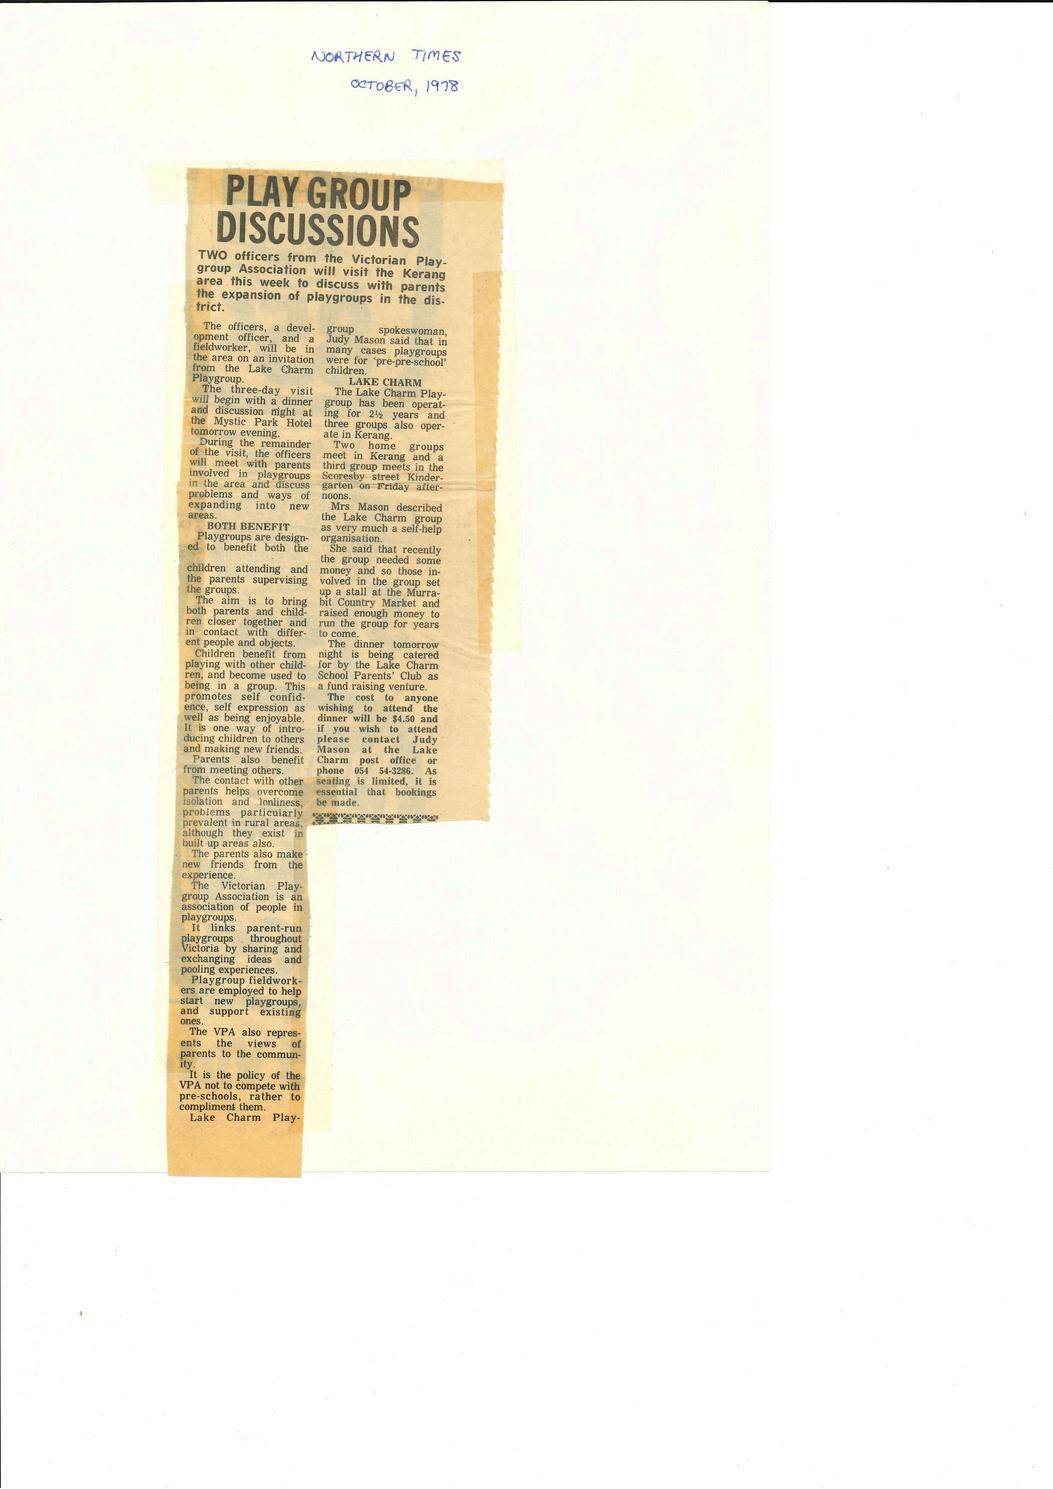 NORTHERN TIMES
OCTOBER, 1978
PLAY GROUP
DISCUSSIONS
TWO officers from the Victorian Play-
group Association will visit the Kerang
area this week to discuss with parents
the expansion of playgroups in the dis-
trict.
The officers, a devel-
opment officer, and a
fieldworker, will be in
the area on an invitation
from the Lake Charm
Playgroup.
The three-day visit
will begin with a dinner
and discussion night at
the Mystic Park Hotel
tomorrow evening.
During the remainder
of the visit, the officers
will meet with parents
involved in playgroups
in the area and discuss
problems and ways of
expanding into new
areas.
BOTH BENEFIT
Playgroups are design-
ed to benefit both the
children attending and
the parents supervising
the groups.
The aim is to bring
both parents and child-
ren closer together and
in contact with differ-
ent people and objects.
Children benefit from
playing with other child-
ren, and become used to
being in a group. This
promotes self confid-
ence, self expression as
well as being enjoyable.
It is one way of intro-
ducing children to others
and making new friends.
Parents also benefit
from meeting others.
The contact with other
parents helps overcome
isolation and lonliness,
problems particularly
prevalent in rural areas,
although they exist in
built up areas also.
The parents also make
new friends from the
experience.
The Victorian Play-
group Association is an
association of people in
playgroups.
It links parent-run
playgroups throughout
Victoria by sharing and
exchanging ideas and
pooling experiences.
Playgroup fieldwork-
ers are employed to help
start new playgroups,
and support existing
ones.
The VPA also repres-
ents the views of
parents to the commun-
ity.
It is the policy of the
VPA not to compete with
pre-schools, rather to
compliment them.
Lake Charm Play-
group spokeswoman,
Judy Mason said that in
many cases playgroups
were for 'pre-pre-school'
children.
LAKE CHARM
The Lake Charm Play-
group has been operat-
ing for 2½ years and
three groups also oper-
ate in Kerang.
Two home groups
meet in Kerang and a
third group meets in the
Scoresby street Kinder-
garten on Friday after-
noons.
Mrs Mason described
the Lake Charm group
as very much a self-help
organisation.
She said that recently
the group needed some
money and so those in-
volved in the group set
up a stall at the Murra-
bit Country Market and
raised enough money to
run the group for years
to come.
The dinner tomorrow
night is being catered
for by the Lake Charm
School Parents' Club as
a fund raising venture.
The cost to anyone
wishing to attend the
dinner will be $4.50 and
if you wish to attend
please contact Judy
Mason at the Lake
Charm post office or
phone 054 54-3286. As
seating is limited, it is
essential that bookings
be made.